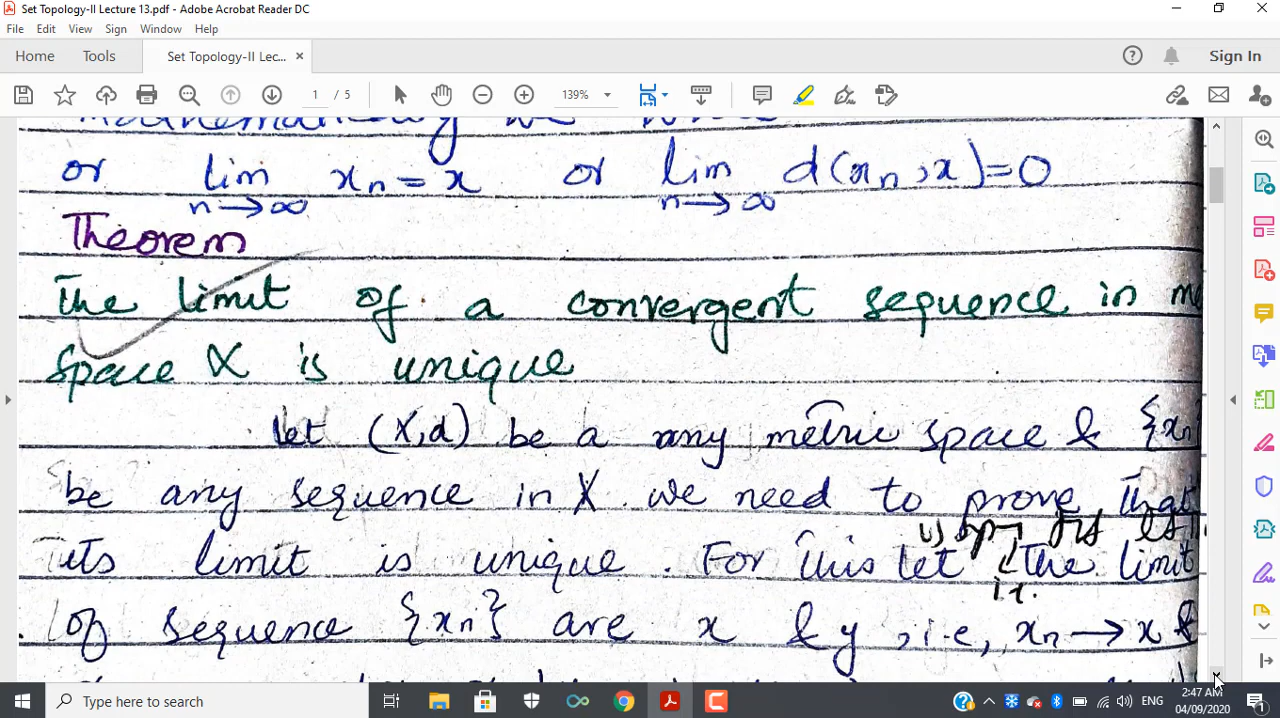 Set Topology-II Lecture 13.pdf - Adobe Acrobat Reader DC
File Edit View Sign Window Help
Home Tools Set Topology-II Lec... Sign In
1 / 5 139%
or lim n→∞ xn = x or lim n→∞ d(xn, x) = 0
Theorem
The limit of a convergent sequence in
space X is unique
let (X,d) be a any metric space & {xn}
be any sequence in X we need to prove that
its limit is unique. For this let The limit
i.e.
of sequence {xn} are x & y, i.e, xn → x &
Type here to search
ENG
2:47 AM
04/09/2020
1